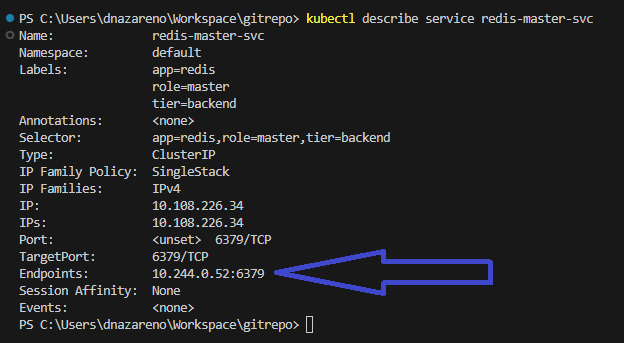 PS C:\Users\dnazareno\Workspace\gitrepo> kubectl describe service redis-master-svc
Name:              redis-master-svc
Namespace:         default
Labels:            app=redis
                   role=master
                   tier=backend
Annotations:       <none>
Selector:          app=redis,role=master,tier=backend
Type:              ClusterIP
IP Family Policy:  SingleStack
IP Families:       IPv4
IP:                10.108.226.34
IPs:               10.108.226.34
Port:              <unset>  6379/TCP
TargetPort:        6379/TCP
Endpoints:         10.244.0.52:6379
Session Affinity:  None
Events:            <none>
PS C:\Users\dnazareno\Workspace\gitrepo>